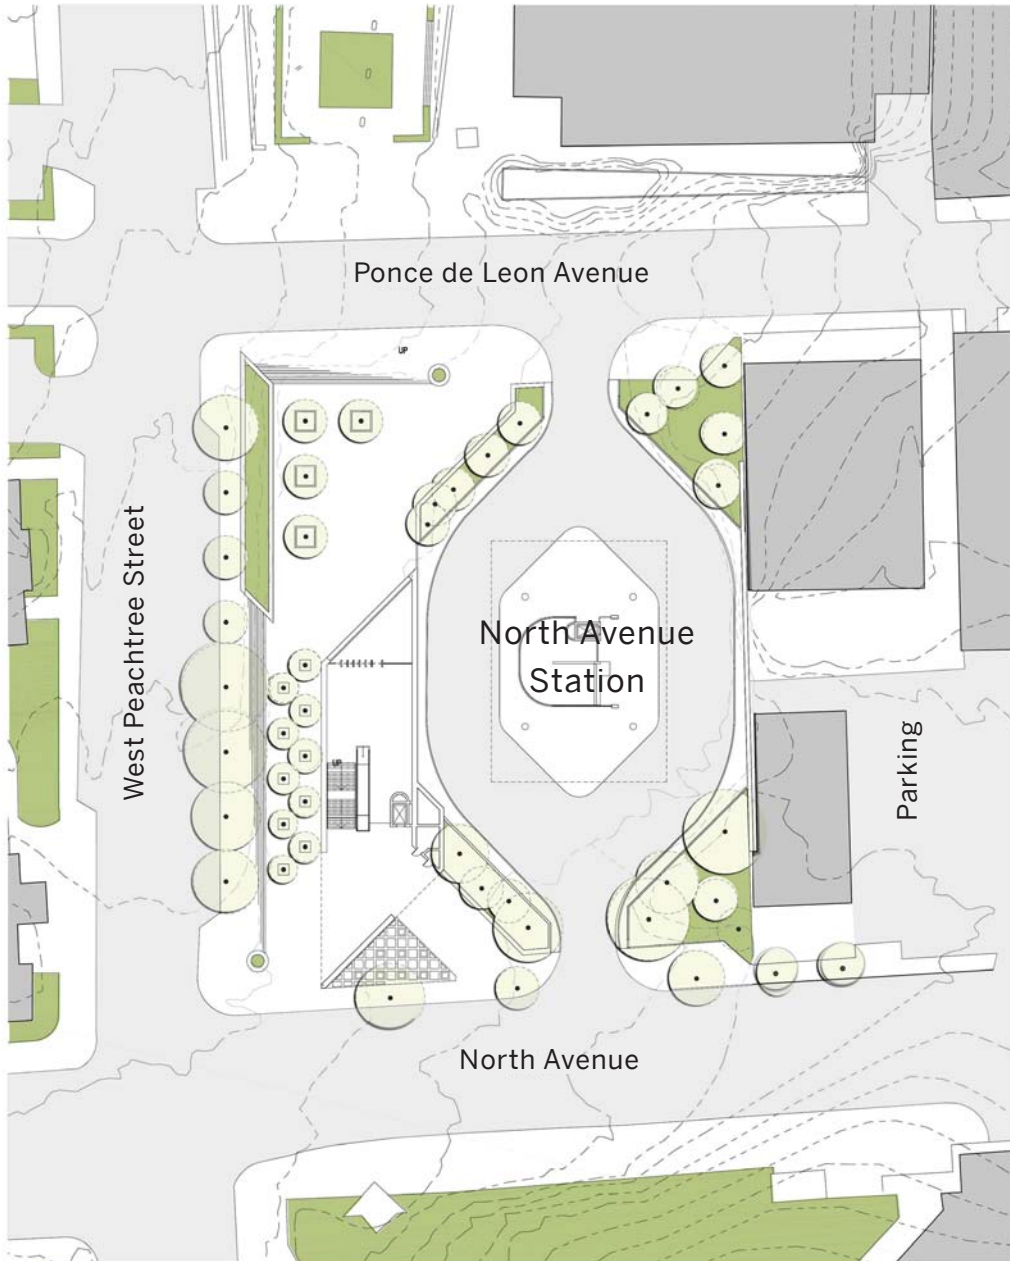 Ponce de Leon Avenue
UP
West Peachtree Street
North Avenue
Station
UP
Parking
North Avenue